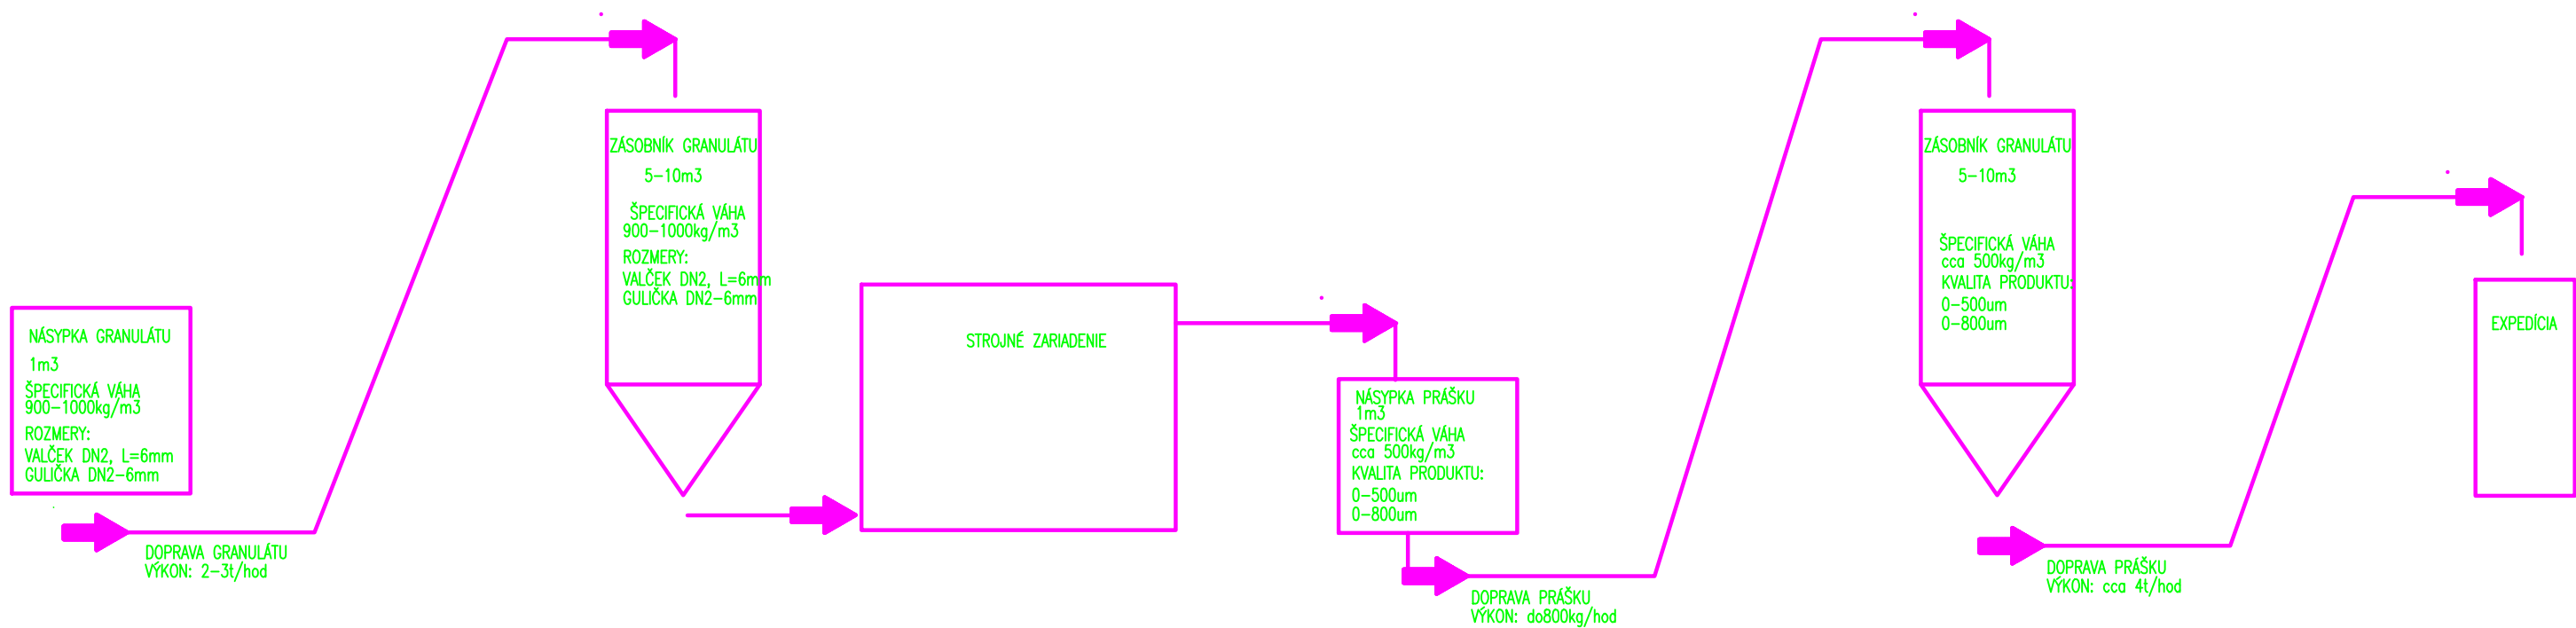 NÁSYPKA GRANULÁTU
1m3
ŠPECIFICKÁ VÁHA
900-1000kg/m3
ROZMERY:
VALČEK DN2, L=6mm
GULIČKA DN2-6mm
DOPRAVA GRANULÁTU
VÝKON: 2-3t/hod
ZÁSOBNÍK GRANULÁTU
5-10m3
ŠPECIFICKÁ VÁHA
900-1000kg/m3
ROZMERY:
VALČEK DN2, L=6mm
GULIČKA DN2-6mm
STROJNÉ ZARIADENIE
NÁSYPKA PRÁŠKU
1m3
ŠPECIFICKÁ VÁHA
cca 500kg/m3
KVALITA PRODUKTU:
0-500um
0-800um
DOPRAVA PRÁŠKU
VÝKON: do800kg/hod
ZÁSOBNÍK GRANULÁTU
5-10m3
ŠPECIFICKÁ VÁHA
cca 500kg/m3
KVALITA PRODUKTU:
0-500um
0-800um
DOPRAVA PRÁŠKU
VÝKON: cca 4t/hod
EXPEDÍCIA